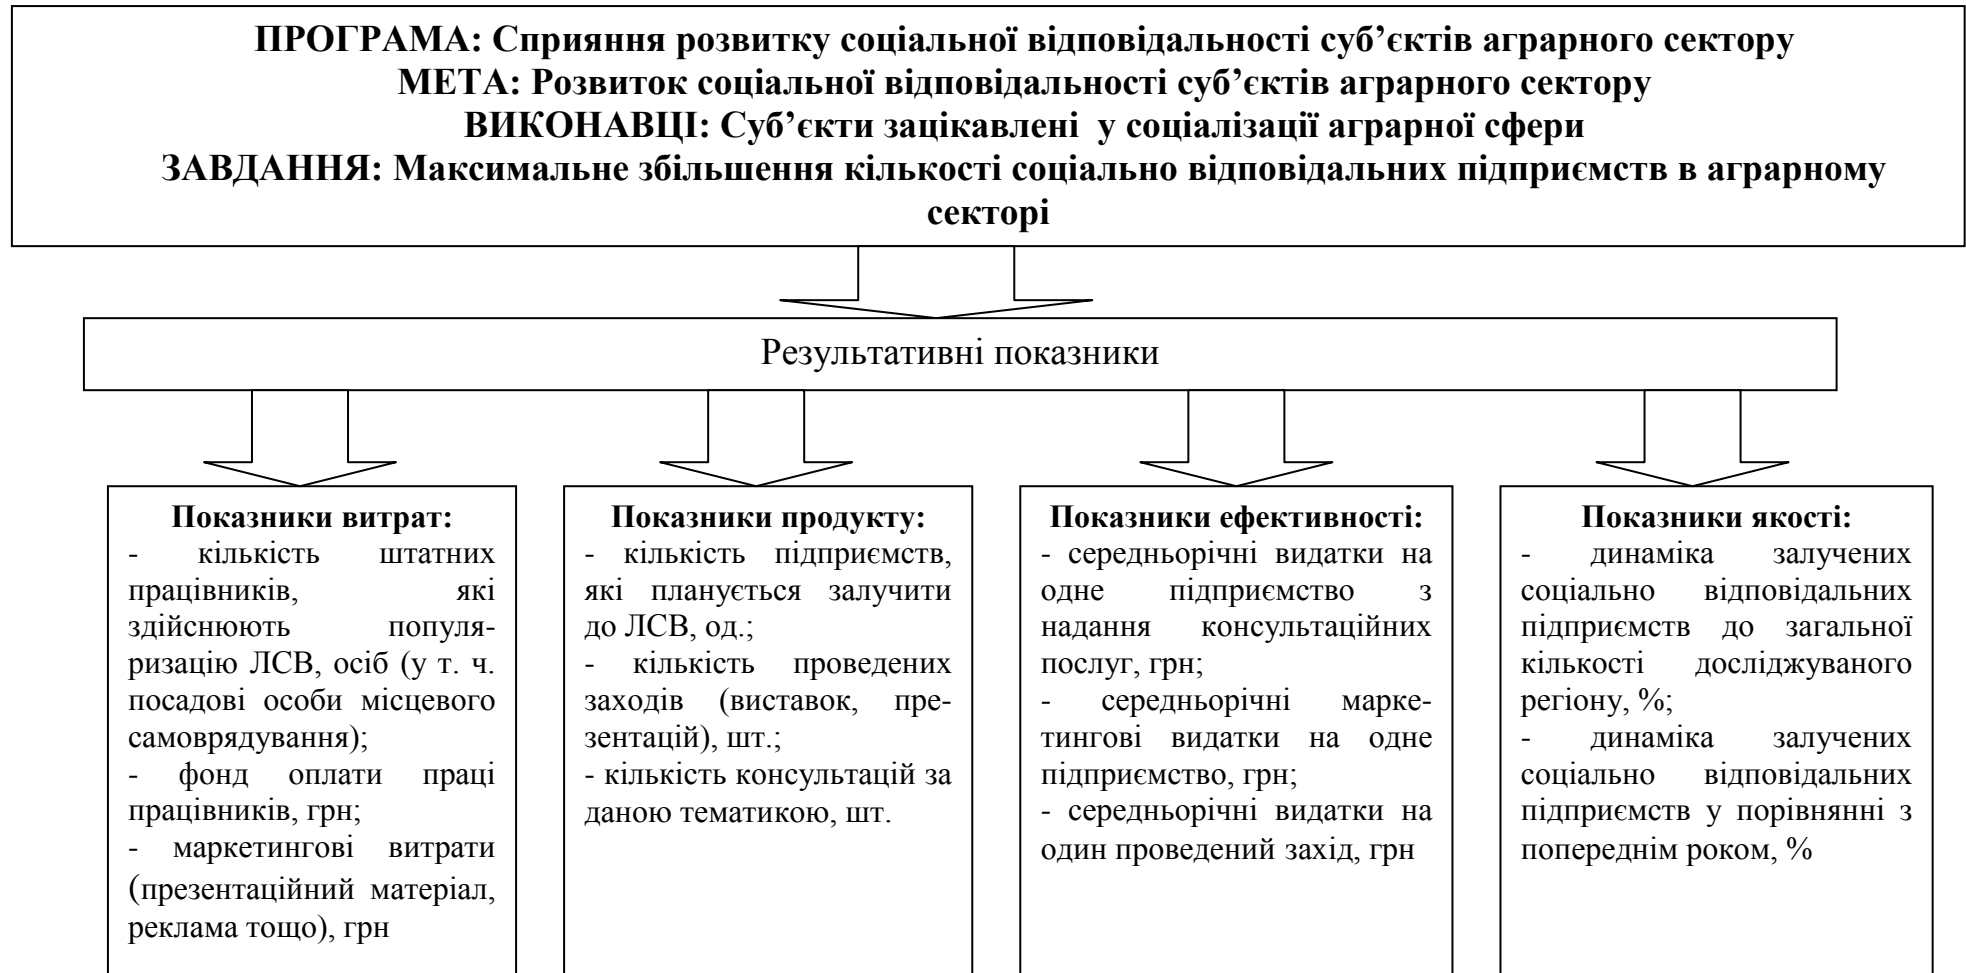 ПРОГРАМА: Сприяння розвитку соціальної відповідальності суб’єктів аграрного сектору
МЕТА: Розвиток соціальної відповідальності суб’єктів аграрного сектору
ВИКОНАВЦІ: Суб’єкти зацікавлені у соціалізації аграрної сфери
ЗАВДАННЯ: Максимальне збільшення кількості соціально відповідальних підприємств в аграрному
секторі
Результативні показники
Показники витрат:
- кількість штатних
працівників, які
здійснюють популя-
ризацію ЛСВ, осіб (у т. ч.
посадові особи місцевого
самоврядування);
- фонд оплати праці
працівників, грн;
- маркетингові витрати
(презентаційний матеріал,
реклама тощо), грн
Показники продукту:
- кількість підприємств,
які планується залучити
до ЛСВ, од.;
- кількість проведених
заходів (виставок, пре-
зентацій), шт.;
- кількість консультацій за
даною тематикою, шт.
Показники ефективності:
- середньорічні видатки на
одне підприємство з
надання консультаційних
послуг, грн;
- середньорічні марке-
тингові видатки на одне
підприємство, грн;
- середньорічні видатки на
один проведений захід, грн
Показники якості:
- динаміка залучених
соціально відповідальних
підприємств до загальної
кількості досліджуваного
регіону, %;
- динаміка залучених
соціально відповідальних
підприємств у порівнянні з
попереднім роком, %